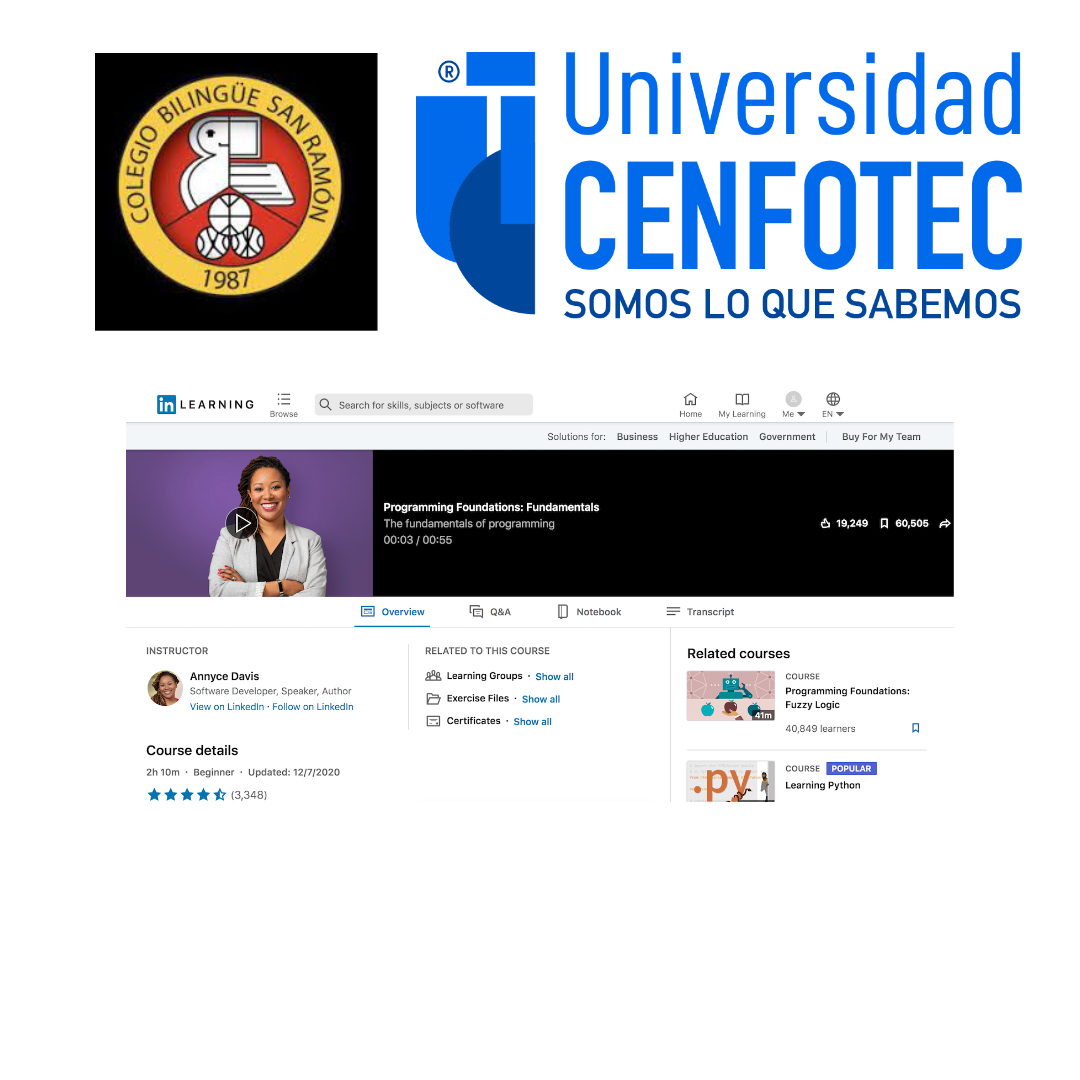 COLEGIO BILINGÜE SAN RAMÓN
1987
®
Universidad
CENFOTEC
SOMOS LO QUE SABEMOS
in LEARNING
Browse
Search for skills, subjects or software
Home
My Learning
Me
EN
Solutions for: Business Higher Education Government Buy For My Team
Programming Foundations: Fundamentals
The fundamentals of programming
00:03 / 00:55
19,249 60,505
Overview Q&A Notebook Transcript
INSTRUCTOR
Annyce Davis
Software Developer, Speaker, Author
View on LinkedIn · Follow on LinkedIn
Course details
2h 10m · Beginner · Updated: 12/7/2020
(3,348)
RELATED TO THIS COURSE
Learning Groups · Show all
Exercise Files · Show all
Certificates · Show all
Related courses
41m
COURSE
Programming Foundations:
Fuzzy Logic
40,849 learners
.py
COURSE POPULAR
Learning Python